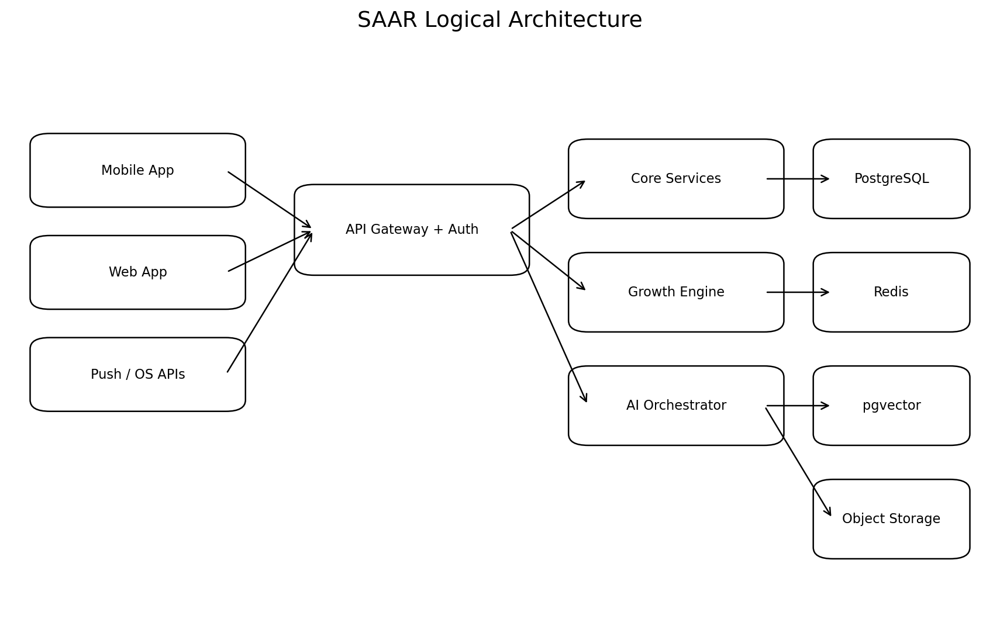 SAAR Logical Architecture
Mobile App
Web App
Push / OS APIs
API Gateway + Auth
Core Services
Growth Engine
AI Orchestrator
PostgreSQL
Redis
pgvector
Object Storage